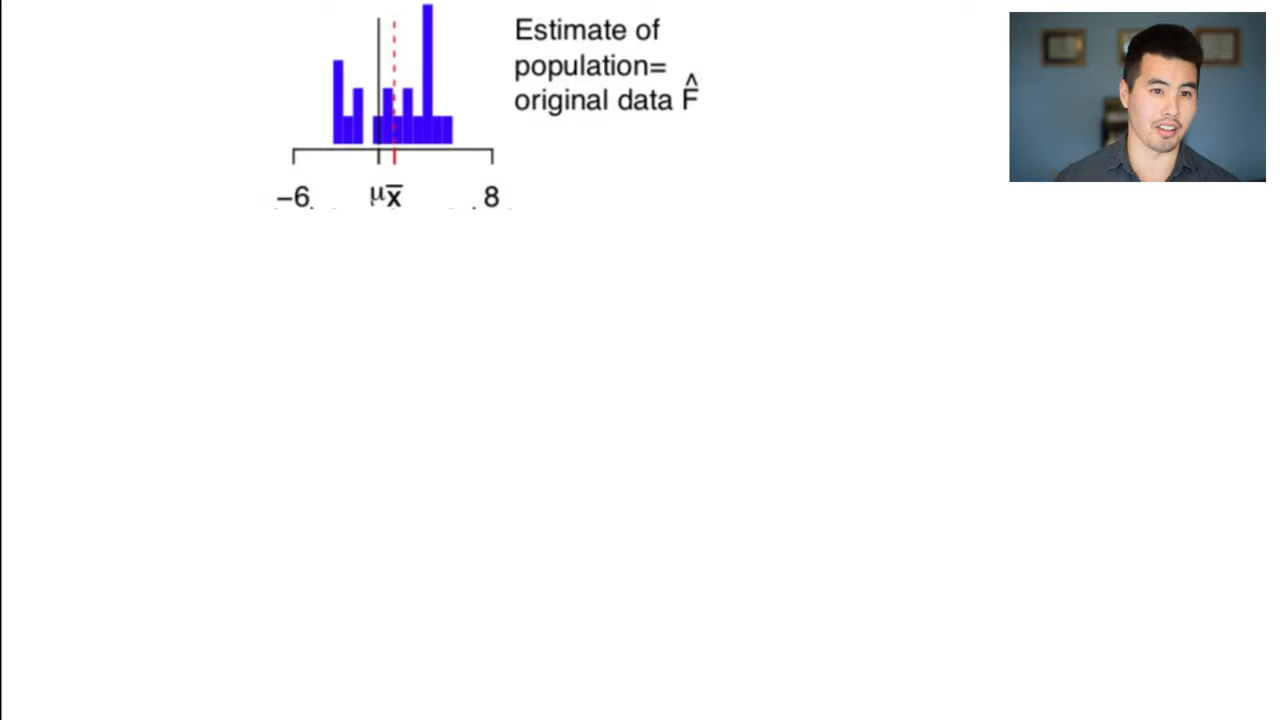 Estimate of
population=
original data F̂
−6 μ x̄ 8